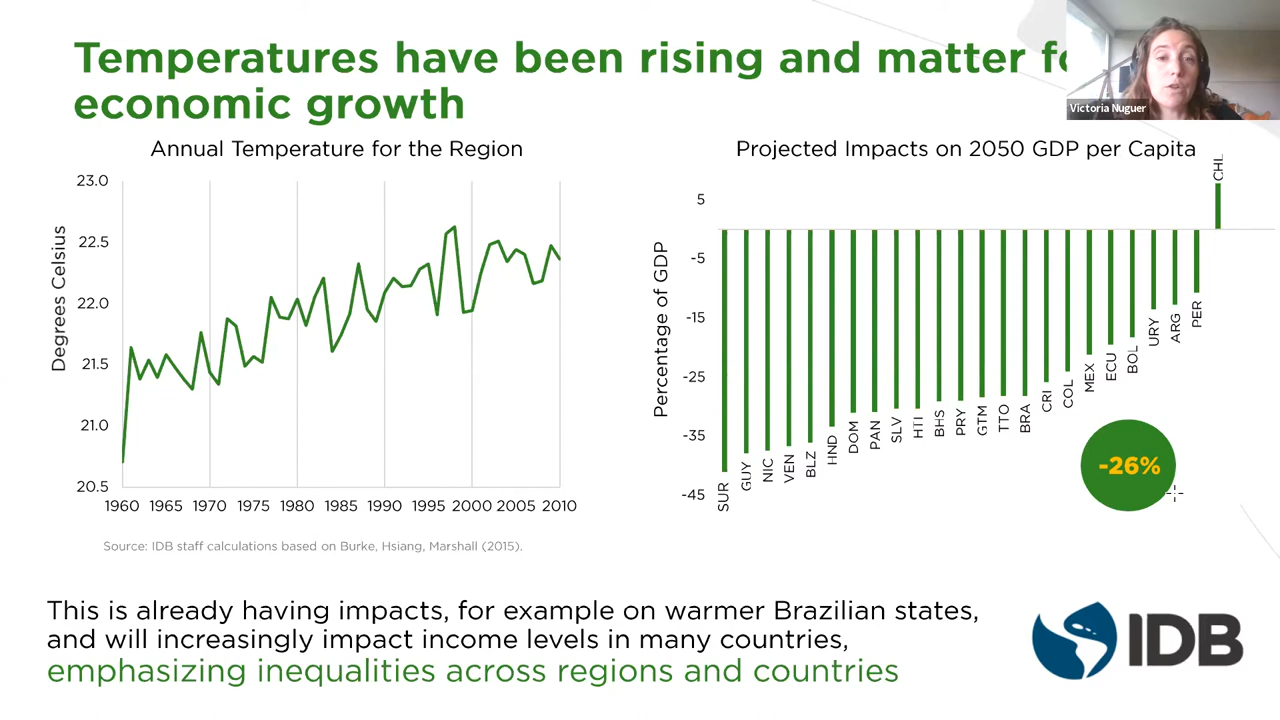 Temperatures have been rising and matter fo
economic growth
Victoria Nuguer
Annual Temperature for the Region
Degrees Celsius
23.0
22.5
22.0
21.5
21.0
20.5
1960 1965 1970 1975 1980 1985 1990 1995 2000 2005 2010
Source: IDB staff calculations based on Burke, Hsiang, Marshall (2015).
Projected Impacts on 2050 GDP per Capita
Percentage of GDP
5
-5
-15
-25
-35
-45
SUR GUY NIC VEN BLZ HND DOM PAN SLV HTI BHS PRY GTM TTO BRA CRI COL MEX ECU BOL URY ARG PER CHL
-26%
This is already having impacts, for example on warmer Brazilian states,
and will increasingly impact income levels in many countries,
emphasizing inequalities across regions and countries
IDB